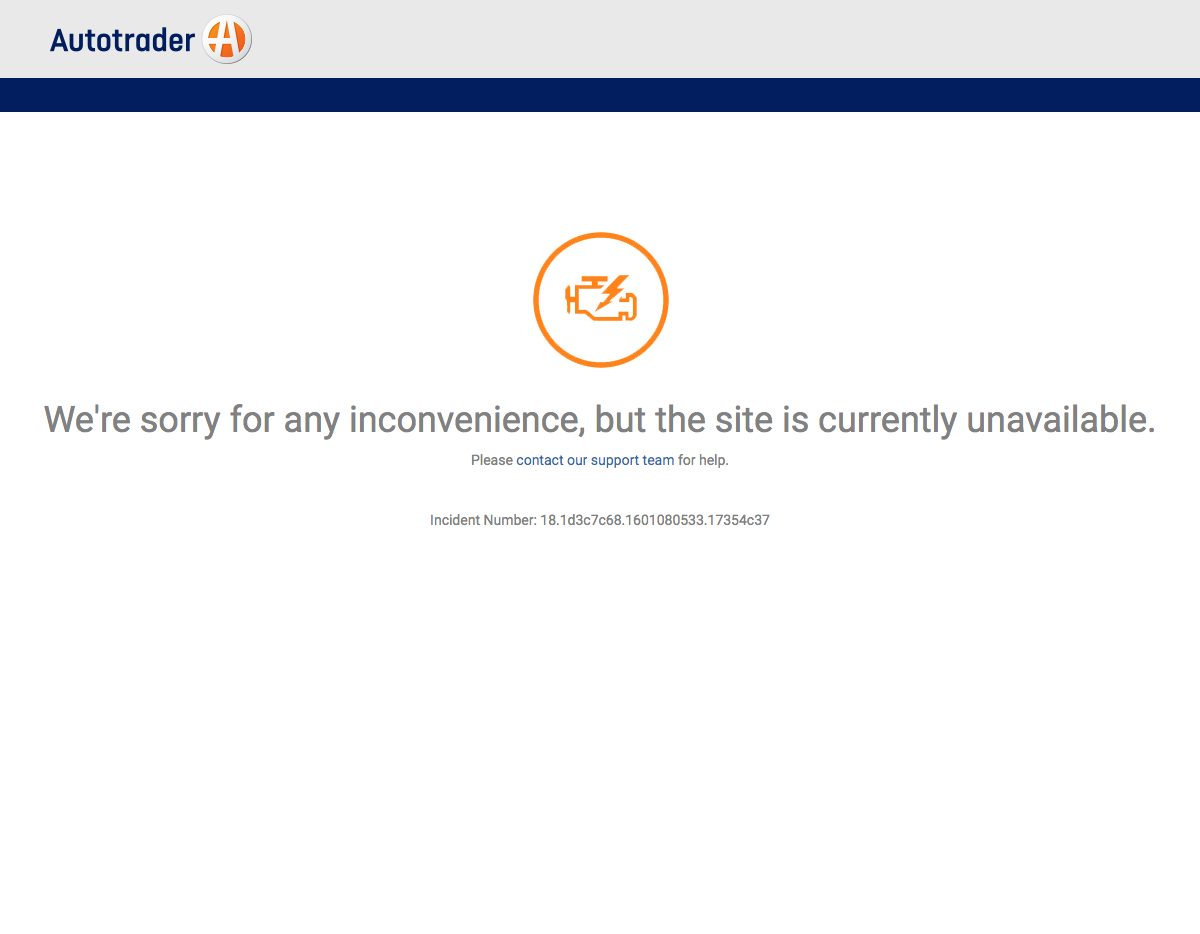 Autotrader
We're sorry for any inconvenience, but the site is currently unavailable.
Please contact our support team for help.
Incident Number: 18.1d3c7c68.1601080533.17354c37